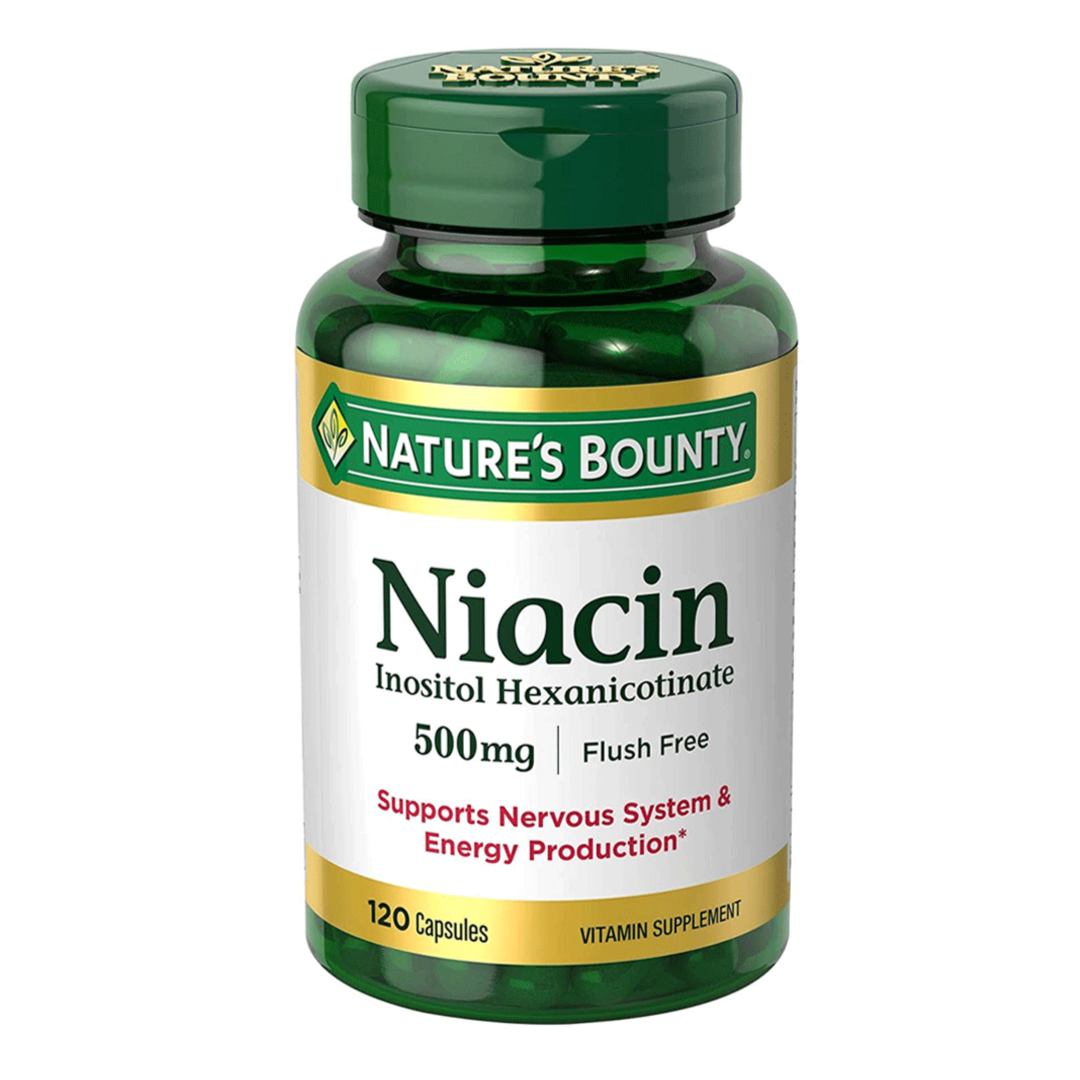 NATURE'S BOUNTY
NATURE'S BOUNTY®
Niacin
Inositol Hexanicotinate
500mg | Flush Free
Supports Nervous System &
Energy Production*
120 Capsules
VITAMIN SUPPLEMENT